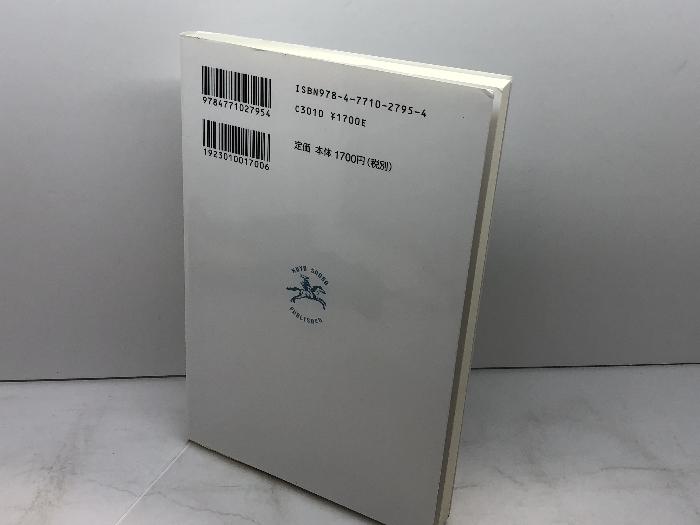 9784771027954
ISBN978-4-7710-2795-4
C3010 ¥1700E
1923010017006
定価 本体 1700円(税別)
KOYO SHOBO
PUBLISHER